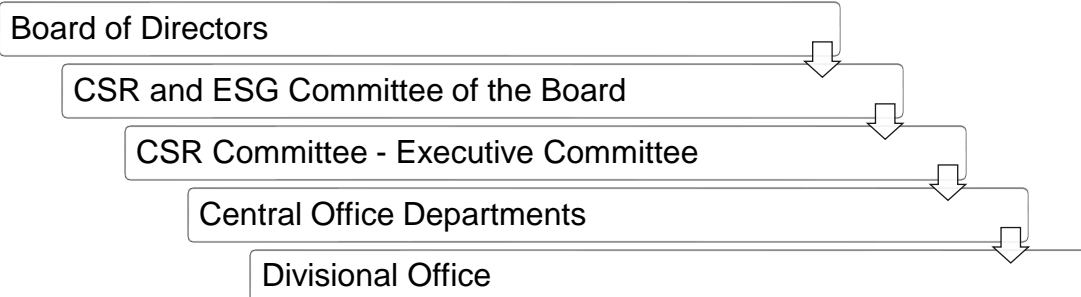 Board of Directors
CSR and ESG Committee of the Board
CSR Committee - Executive Committee
Central Office Departments
Divisional Office